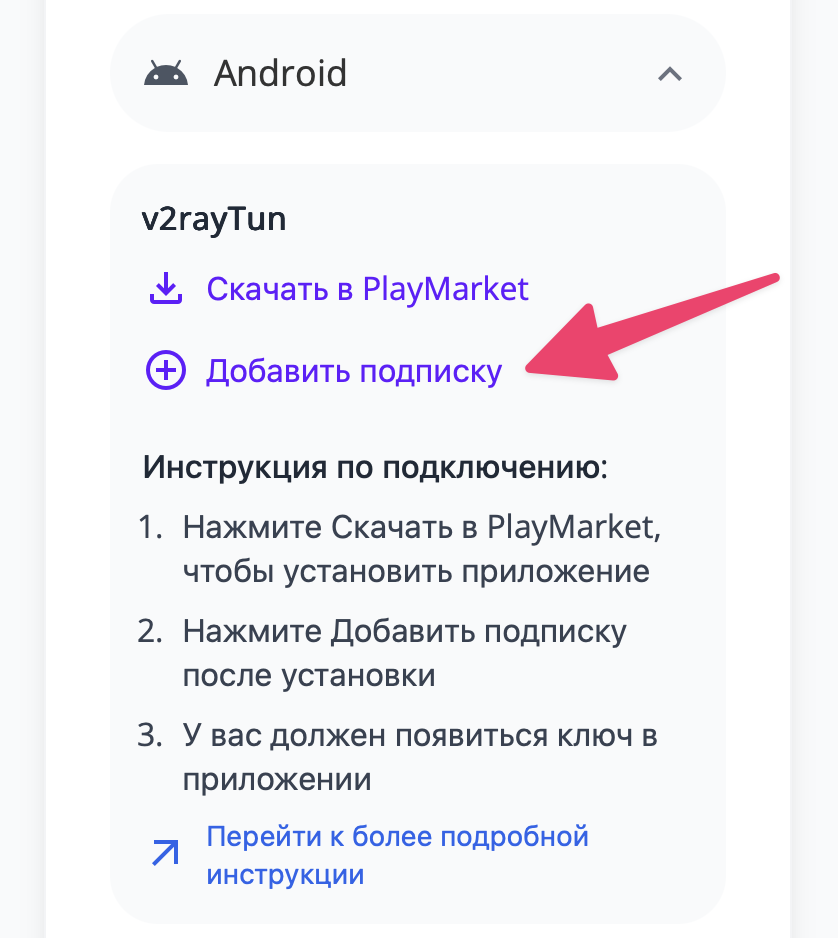 Android
v2rayTun
Скачать в PlayMarket
Добавить подписку
Инструкция по подключению:
1. Нажмите Скачать в PlayMarket,
чтобы установить приложение
2. Нажмите Добавить подписку
после установки
3. У вас должен появиться ключ в
приложении
Перейти к более подробной
инструкции